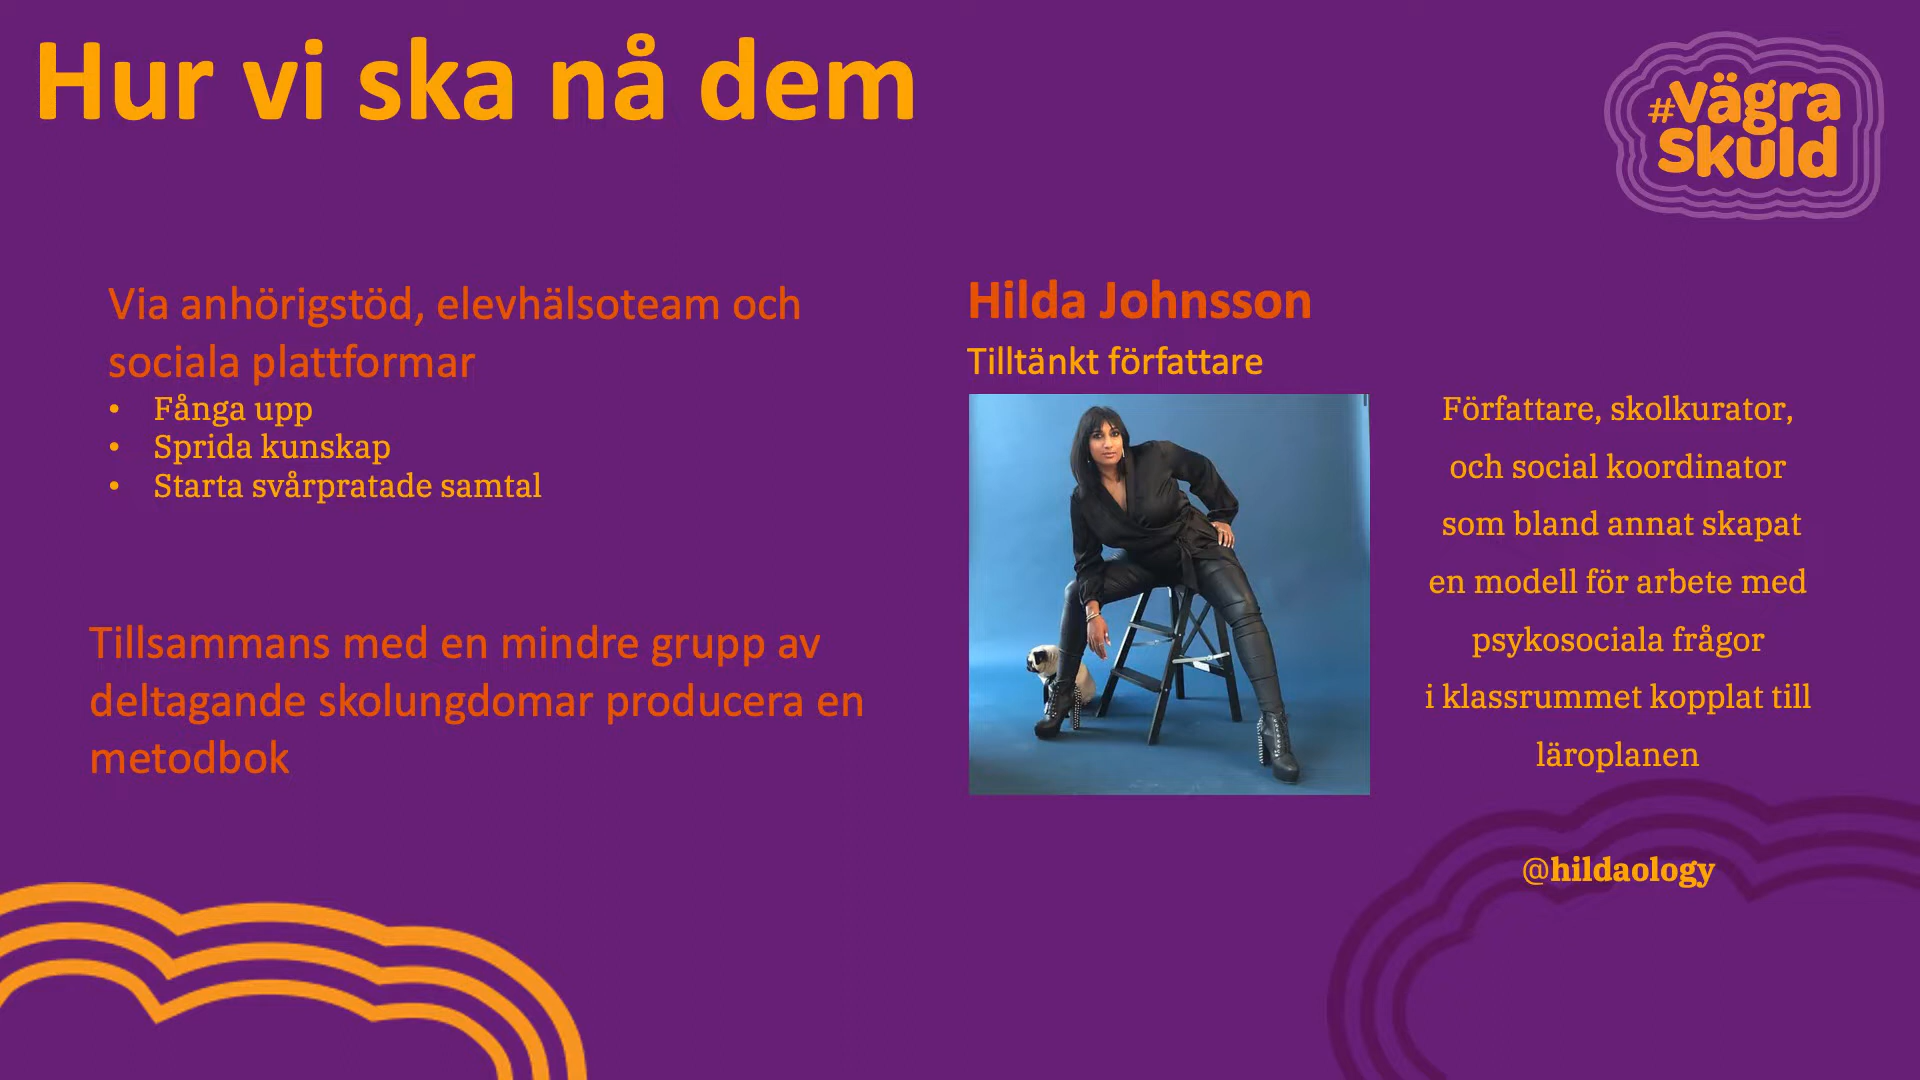 Hur vi ska nå dem
#vägra
Skuld
Via anhörigstöd, elevhälsoteam och
sociala plattformar
• Fånga upp
• Sprida kunskap
• Starta svårpratade samtal
Tillsammans med en mindre grupp av
deltagande skolungdomar producera en
metodbok
Hilda Johnsson
Tilltänkt författare
Författare, skolkurator,
och social koordinator
som bland annat skapat
en modell för arbete med
psykosociala frågor
i klassrummet kopplat till
läroplanen
@hildaology